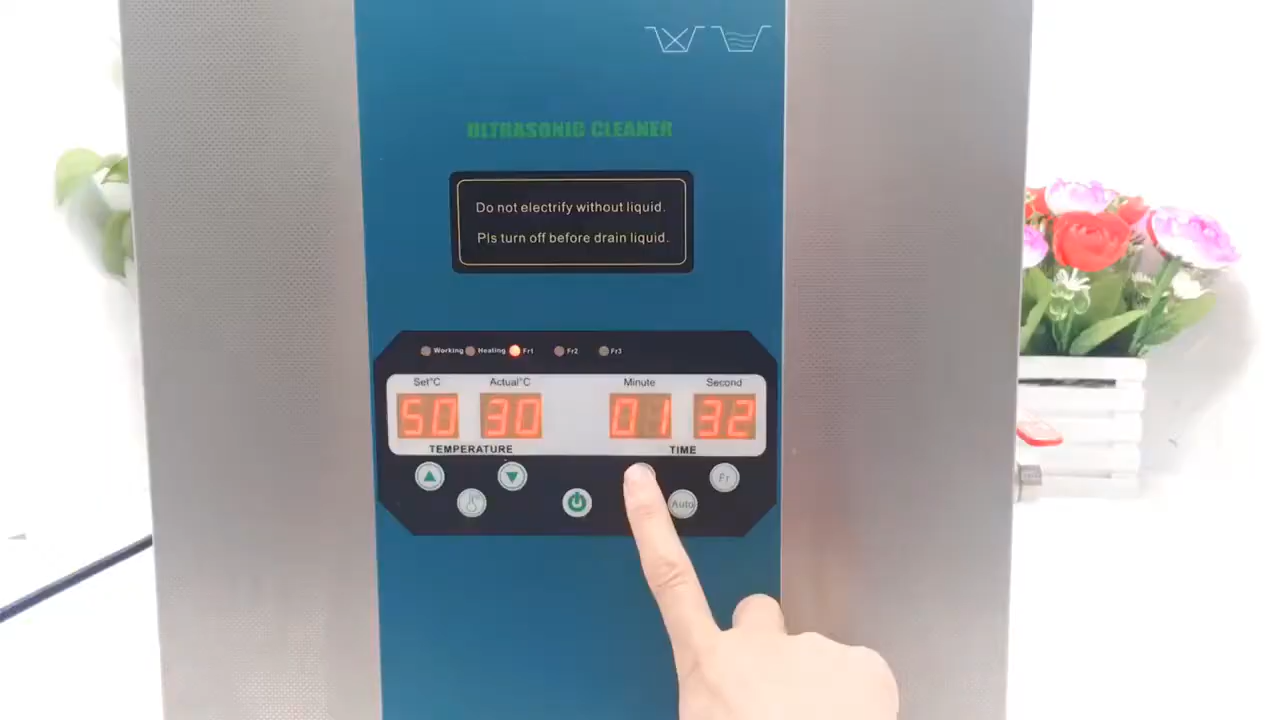 ULTRASONIC CLEANER
Do not electrify without liquid.
Pls turn off before drain liquid.
Working Heating Fr1 Fr2 Fr3
Set°C Actual°C Minute Second
50 30 01 32
TEMPERATURE TIME
Fr
Auto